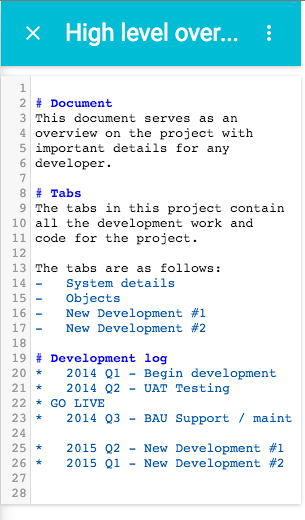 × High level over...
1
2 # Document
3 This document serves as an
4 overview on the project with
5 important details for any
6 developer.
7
8 # Tabs
9 The tabs in this project contain
10 all the development work and
11 code for the project.
12
13 The tabs are as follows:
14 -   System details
15 -   Objects
16 -   New Development #1
17 -   New Development #2
18
19 # Development log
20 *   2014 Q1 - Begin development
21 *   2014 Q2 - UAT Testing
22 * GO LIVE
23 *   2014 Q3 - BAU Support / maint
24
25 *   2015 Q2 - New Development #1
26 *   2015 Q1 - New Development #2
27
28